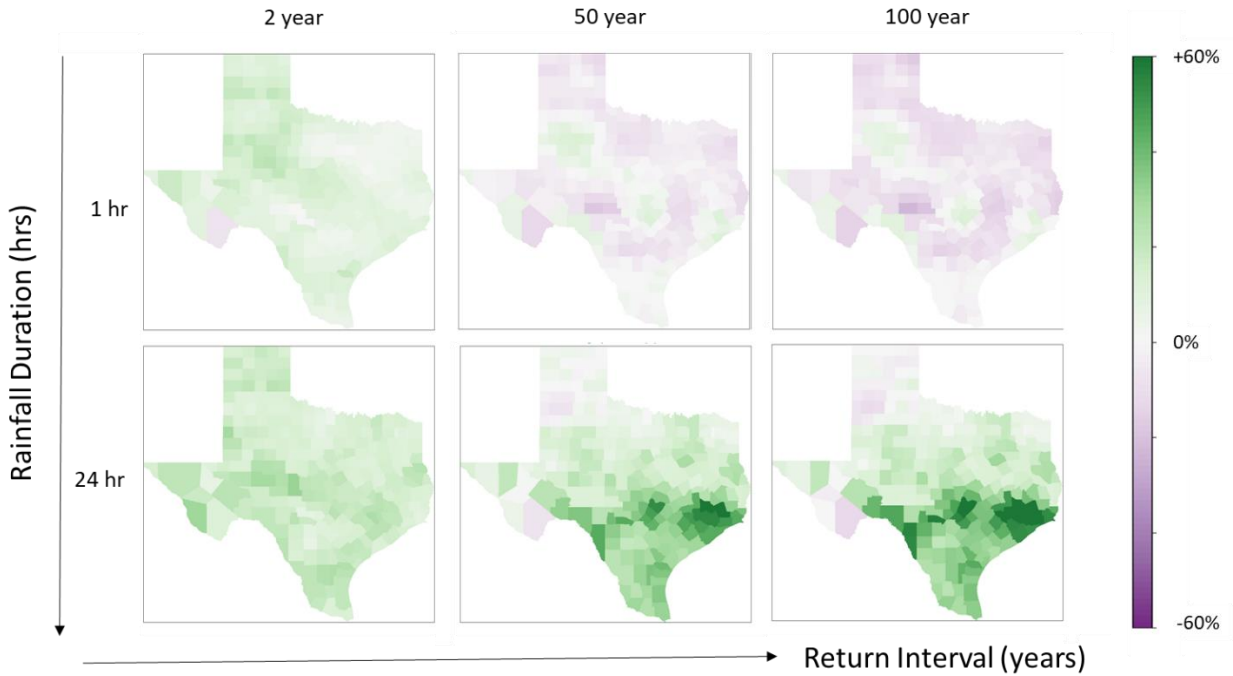 2 year
50 year
100 year
+60%
1 hr
0%
24 hr
-60%
Rainfall Duration (hrs)
Return Interval (years)